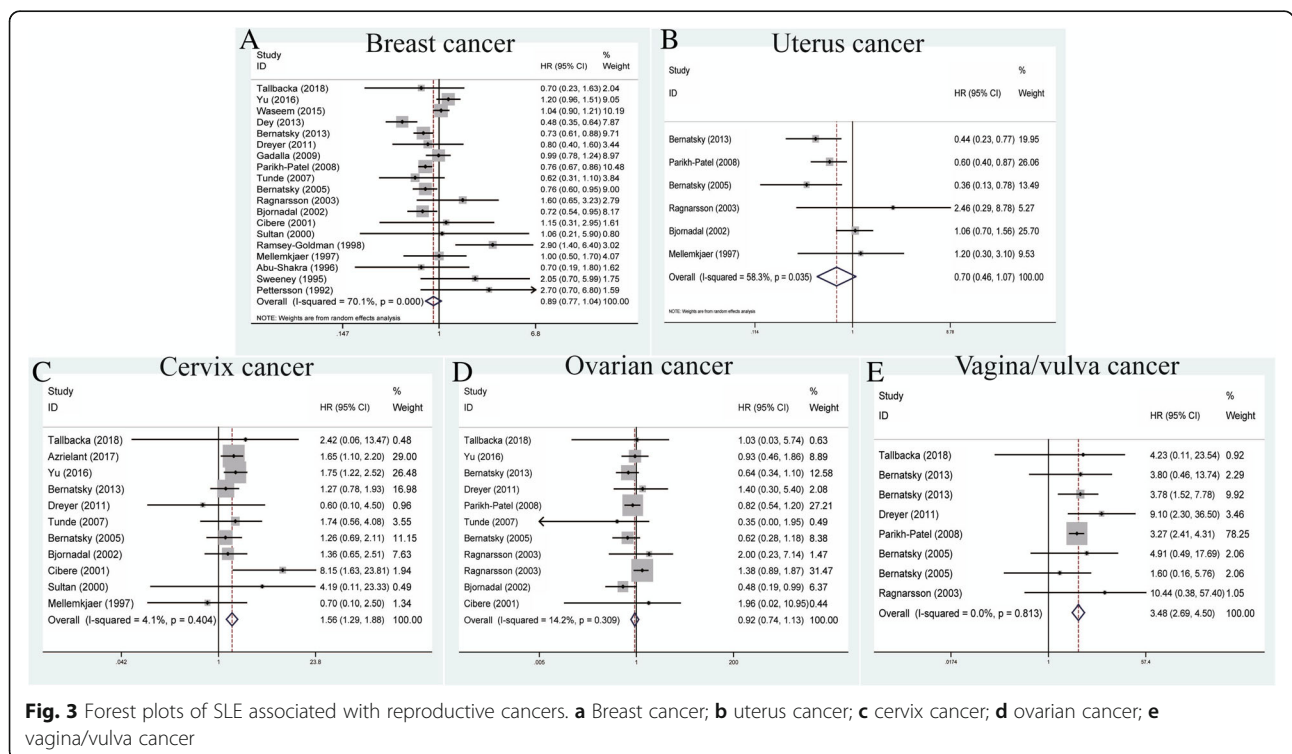 A Breast cancer
Study %
ID HR (95% CI) Weight
Tallbacka (2018) 0.70 (0.23, 1.63) 2.04
Yu (2016) 1.20 (0.96, 1.51) 9.05
Waseem (2015) 1.04 (0.90, 1.21) 10.19
Dey (2013) 0.48 (0.35, 0.64) 7.87
Bernatsky (2013) 0.73 (0.61, 0.88) 9.71
Dreyer (2011) 0.80 (0.40, 1.60) 3.44
Gadalla (2009) 0.99 (0.78, 1.24) 8.97
Parikh-Patel (2008) 0.76 (0.67, 0.86) 10.48
Tunde (2007) 0.62 (0.31, 1.10) 3.84
Bernatsky (2005) 0.76 (0.60, 0.95) 9.00
Ragnarsson (2003) 1.60 (0.65, 3.23) 2.79
Bjornadal (2002) 0.72 (0.54, 0.95) 8.17
Cibere (2001) 1.15 (0.31, 2.95) 1.61
Sultan (2000) 1.06 (0.21, 5.90) 0.80
Ramsey-Goldman (1998) 2.90 (1.40, 6.40) 3.02
Mellemkjaer (1997) 1.00 (0.50, 1.70) 4.07
Abu-Shakra (1996) 0.70 (0.19, 1.80) 1.62
Sweeney (1995) 2.05 (0.70, 5.99) 1.75
Pettersson (1992) 2.70 (0.70, 6.80) 1.59
Overall (I-squared = 70.1%, p = 0.000) 0.89 (0.77, 1.04) 100.00
NOTE: Weights are from random effects analysis
.147 1 6.8
B Uterus cancer
Study %
ID HR (95% CI) Weight
Bernatsky (2013) 0.44 (0.23, 0.77) 19.95
Parikh-Patel (2008) 0.60 (0.40, 0.87) 26.06
Bernatsky (2005) 0.36 (0.13, 0.78) 13.49
Ragnarsson (2003) 2.46 (0.29, 8.78) 5.27
Bjornadal (2002) 1.06 (0.70, 1.56) 25.70
Mellemkjaer (1997) 1.20 (0.30, 3.10) 9.53
Overall (I-squared = 58.3%, p = 0.035) 0.70 (0.46, 1.07) 100.00
NOTE: Weights are from random effects analysis
.114 1 8.78
C Cervix cancer
Study %
ID HR (95% CI) Weight
Tallbacka (2018) 2.42 (0.06, 13.47) 0.48
Azrielant (2017) 1.65 (1.10, 2.20) 29.00
Yu (2016) 1.75 (1.22, 2.52) 26.48
Bernatsky (2013) 1.27 (0.78, 1.93) 16.98
Dreyer (2011) 0.60 (0.10, 4.50) 0.96
Tunde (2007) 1.74 (0.56, 4.08) 3.55
Bernatsky (2005) 1.26 (0.69, 2.11) 11.15
Bjornadal (2002) 1.36 (0.65, 2.51) 7.63
Cibere (2001) 8.15 (1.63, 23.81) 1.94
Sultan (2000) 4.19 (0.11, 23.33) 0.49
Mellemkjaer (1997) 0.70 (0.10, 2.50) 1.34
Overall (I-squared = 4.1%, p = 0.404) 1.56 (1.29, 1.88) 100.00
.042 1 23.8
D Ovarian cancer
Study %
ID HR (95% CI) Weight
Tallbacka (2018) 1.03 (0.03, 5.74) 0.63
Yu (2016) 0.93 (0.46, 1.86) 8.89
Bernatsky (2013) 0.64 (0.34, 1.10) 12.58
Dreyer (2011) 1.40 (0.30, 5.40) 2.08
Parikh-Patel (2008) 0.82 (0.54, 1.20) 27.21
Tunde (2007) 0.35 (0.00, 1.95) 0.49
Bernatsky (2005) 0.62 (0.28, 1.18) 8.38
Ragnarsson (2003) 2.00 (0.23, 7.14) 1.47
Ragnarsson (2003) 1.38 (0.89, 1.87) 31.47
Bjornadal (2002) 0.48 (0.19, 0.99) 6.37
Cibere (2001) 1.96 (0.02, 10.95) 0.44
Overall (I-squared = 14.2%, p = 0.309) 0.92 (0.74, 1.13) 100.00
.005 1 200
E Vagina/vulva cancer
Study %
ID HR (95% CI) Weight
Tallbacka (2018) 4.23 (0.11, 23.54) 0.92
Bernatsky (2013) 3.80 (0.46, 13.74) 2.29
Bernatsky (2013) 3.78 (1.52, 7.78) 9.92
Dreyer (2011) 9.10 (2.30, 36.50) 3.46
Parikh-Patel (2008) 3.27 (2.41, 4.31) 78.25
Bernatsky (2005) 4.91 (0.49, 17.69) 2.06
Bernatsky (2005) 1.60 (0.16, 5.76) 2.06
Ragnarsson (2003) 10.44 (0.38, 57.40) 1.05
Overall (I-squared = 0.0%, p = 0.813) 3.48 (2.69, 4.50) 100.00
.0174 1 57.4
Fig. 3 Forest plots of SLE associated with reproductive cancers. a Breast cancer; b uterus cancer; c cervix cancer; d ovarian cancer; e
vagina/vulva cancer